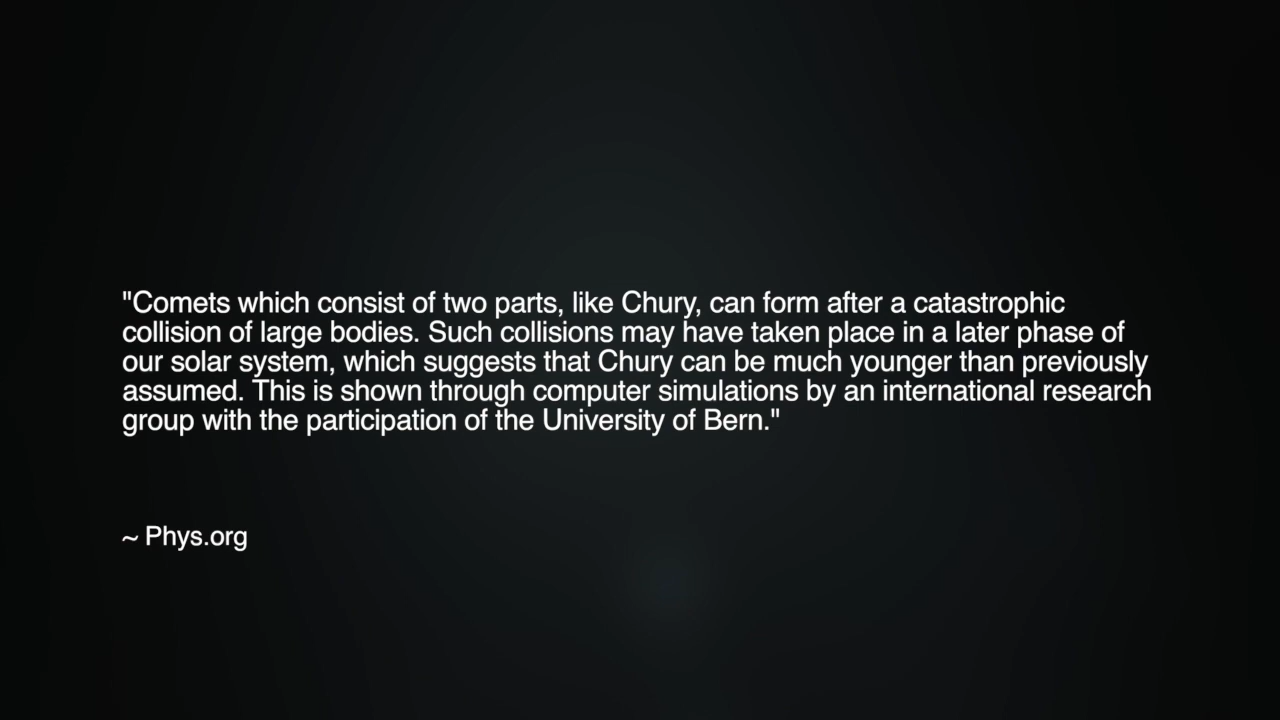 "Comets which consist of two parts, like Chury, can form after a catastrophic
collision of large bodies. Such collisions may have taken place in a later phase of
our solar system, which suggests that Chury can be much younger than previously
assumed. This is shown through computer simulations by an international research
group with the participation of the University of Bern."
~ Phys.org